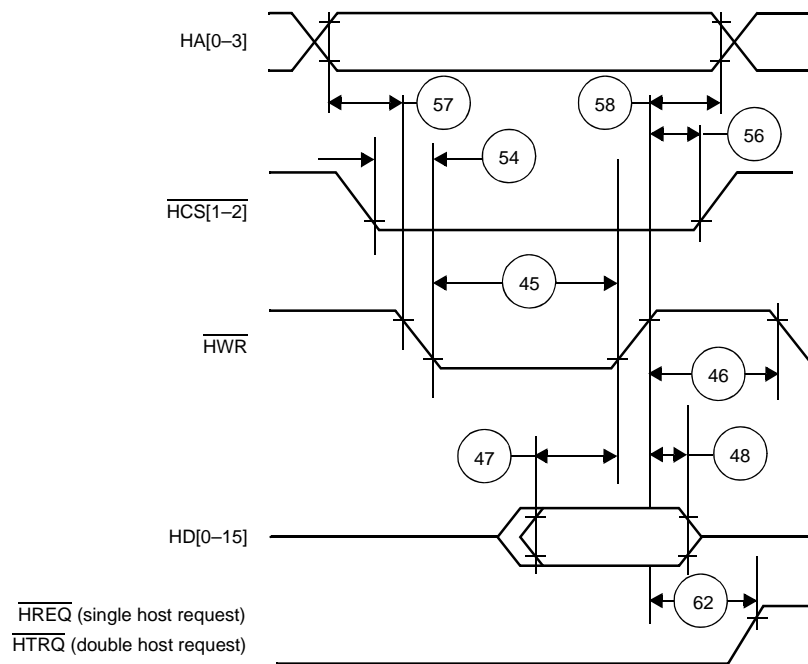 HA[0–3]
57
58
56
54
HCS[1–2]
45
HWR
46
47
48
HD[0–15]
62
HREQ (single host request)
HTRQ (double host request)